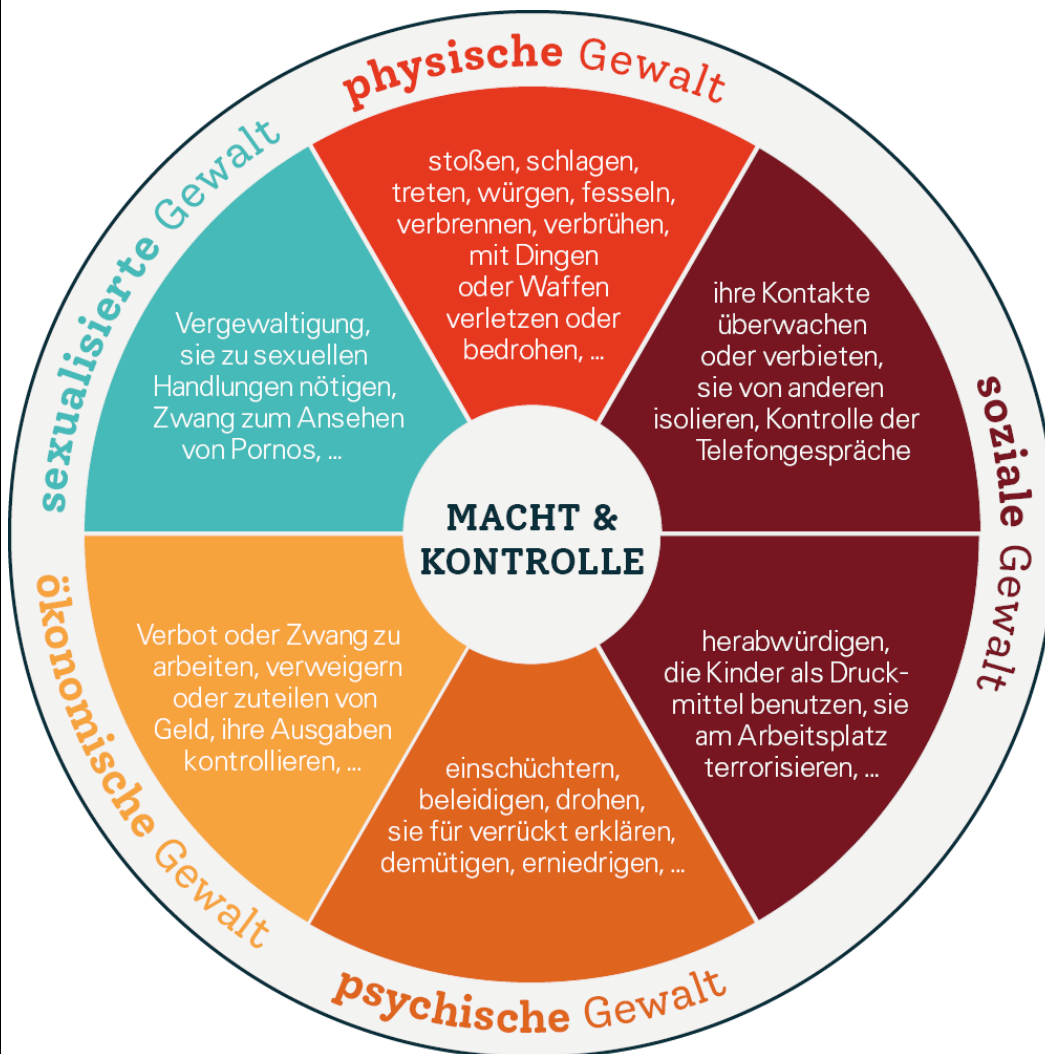 physische Gewalt
stoßen, schlagen,
treten, würgen, fesseln,
verbrennen, verbrühen,
mit Dingen
oder Waffen
verletzen oder
bedrohen, ...
soziale Gewalt
ihre Kontakte
überwachen
oder verbieten,
sie von anderen
isolieren, Kontrolle der
Telefongespräche
herabwürdigen,
die Kinder als Druck-
mittel benutzen, sie
am Arbeitsplatz
terrorisieren, ...
psychische Gewalt
einschüchtern,
beleidigen, drohen,
sie für verrückt erklären,
demütigen, erniedrigen, ...
ökonomische Gewalt
Verbot oder Zwang zu
arbeiten, verweigern
oder zuteilen von
Geld, ihre Ausgaben
kontrollieren, ...
sexualisierte Gewalt
Vergewaltigung,
sie zu sexuellen
Handlungen nötigen,
Zwang zum Ansehen
von Pornos, ...
MACHT &
KONTROLLE